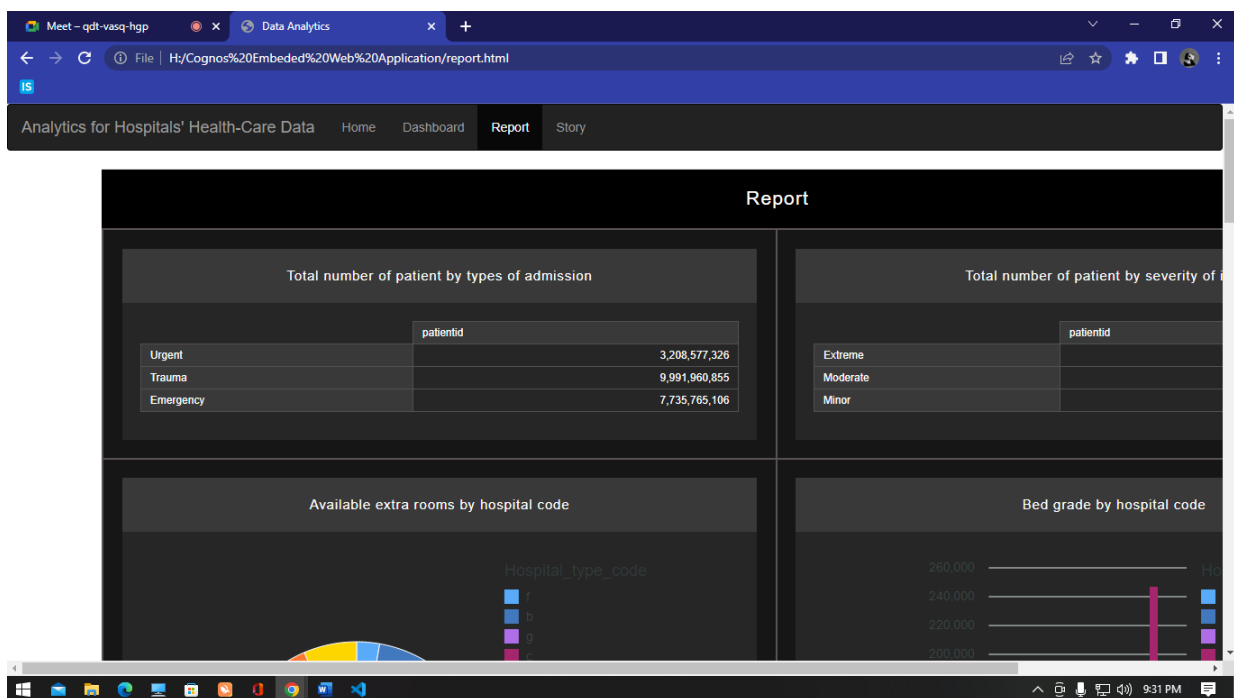 Meet – qdt-vasq-hgp
Data Analytics
File | H:/Cognos%20Embeded%20Web%20Application/report.html
IS
Analytics for Hospitals' Health-Care Data Home Dashboard Report Story
Report
Total number of patient by types of admission
patientid
Urgent 3,208,577,326
Trauma 9,991,960,855
Emergency 7,735,765,106
Total number of patient by severity of i
patientid
Extreme
Moderate
Minor
Available extra rooms by hospital code
Hospital_type_code
f
b
g
c
Bed grade by hospital code
260,000
240,000
220,000
200,000
Ho
9:31 PM